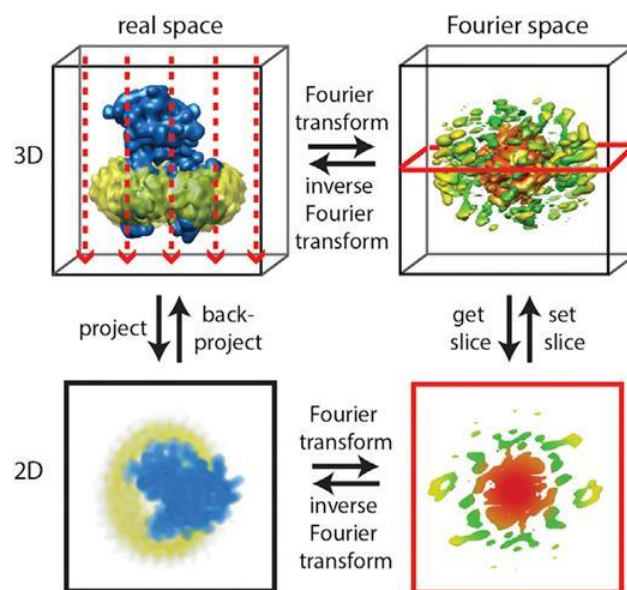 real space
Fourier space
3D
Fourier
transform
inverse
Fourier
transform
project
back-
project
get
slice
set
slice
2D
Fourier
transform
inverse
Fourier
transform